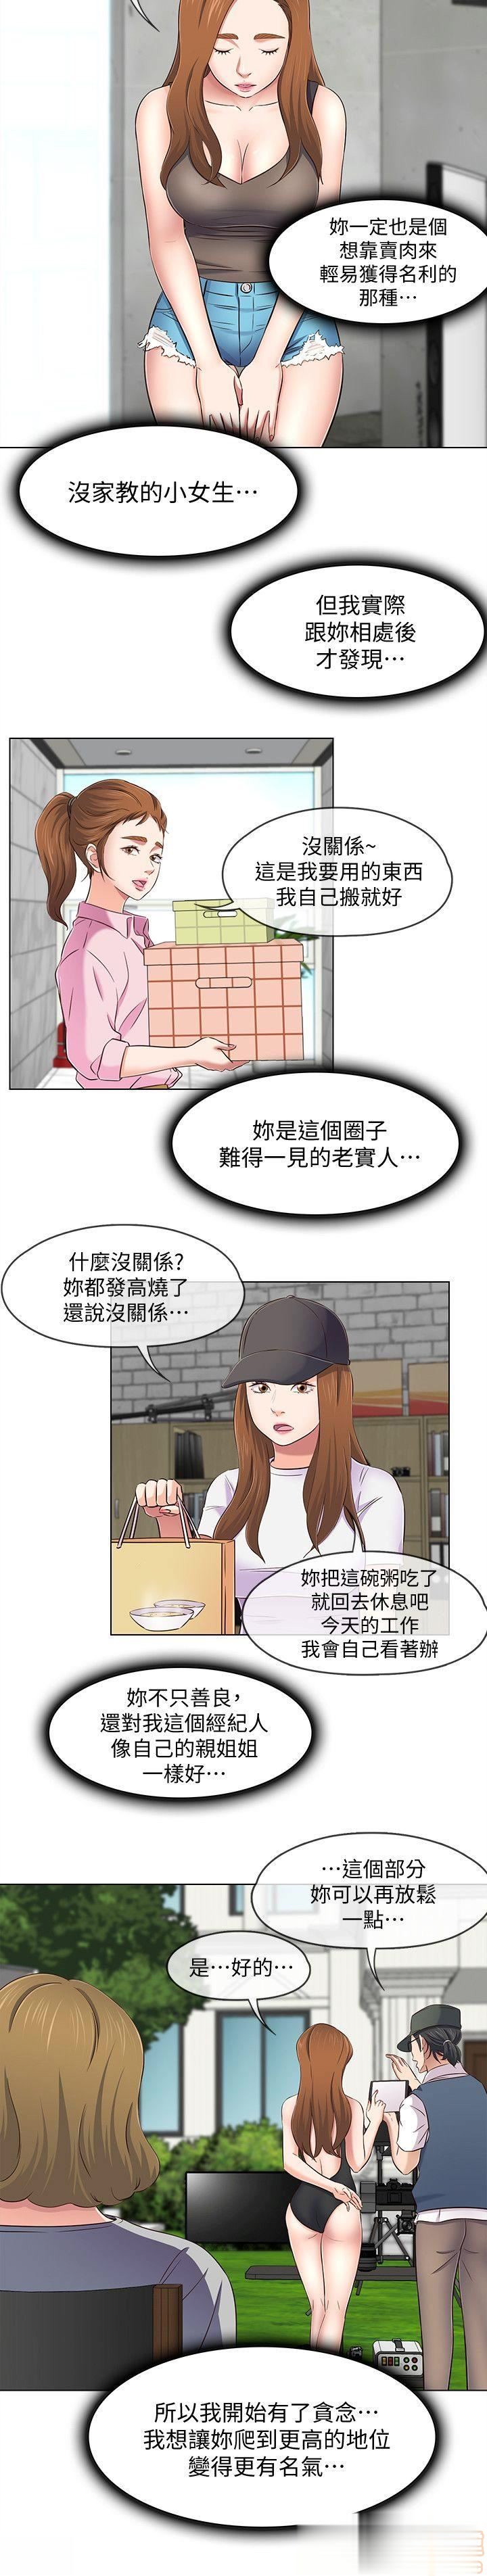 妳一定也是個
想靠賣肉來
輕易獲得名利的
那種…
沒家教的小女生…
但我實際
跟妳相處後
才發現…
沒關係~
這是我要用的東西
我自己搬就好
妳是這個圈子
難得一見的老實人…
什麼沒關係?
妳都發高燒了
還說沒關係…
妳把這碗粥吃了
就回去休息吧
今天的工作
我會自己看著辦
妳不只善良，
還對我這個經紀人
像自己的親姐姐
一樣好…
…這個部分
妳可以再放鬆
一點…
是…好的…
所以我開始有了貪念…
我想讓妳爬到更高的地位
變得更有名氣…